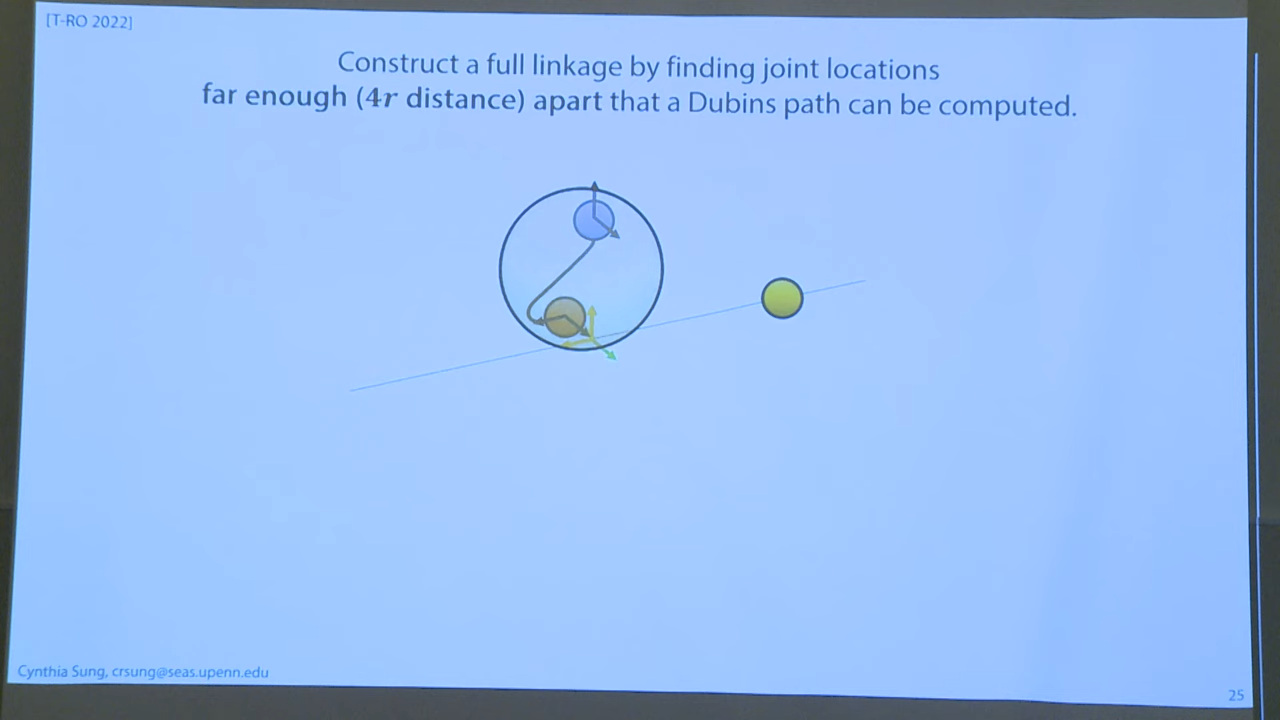 [T-RO 2022]
Construct a full linkage by finding joint locations
far enough (4r distance) apart that a Dubins path can be computed.
Cynthia Sung, crsung@seas.upenn.edu
25